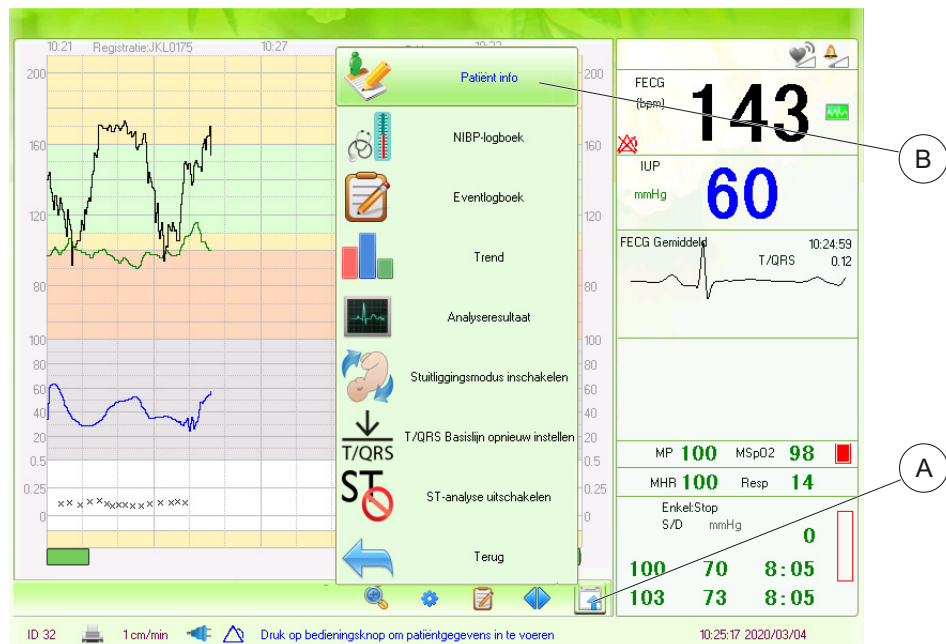 10:21 Registratie:JKL0175 10:27
200 200
160 160
120 120
80 80
100 100
80 80
60 60
40 40
20 20
0.5 0.5
0.25 0.25
0 0
Patiënt info
NIBP-logboek
Eventlogboek
Trend
Analyseresultaat
Stuitliggingsmodus inschakelen
T/QRS
T/QRS Basislijn opnieuw instellen
ST
ST-analyse uitschakelen
Terug
FECG
(bpm)
143
IUP
mmHg
60
FECG Gemiddeld 10:24:59
T/QRS 0.12
MP 100 MSpO2 98
MHR 100 Resp 14
Enkel:Stop
S/D mmHg
0
100 70 8:05
103 73 8:05
B
A
ID 32 1 cm/min Druk op bedieningsknop om patiëntgegevens in te voeren 10:25:17 2020/03/04